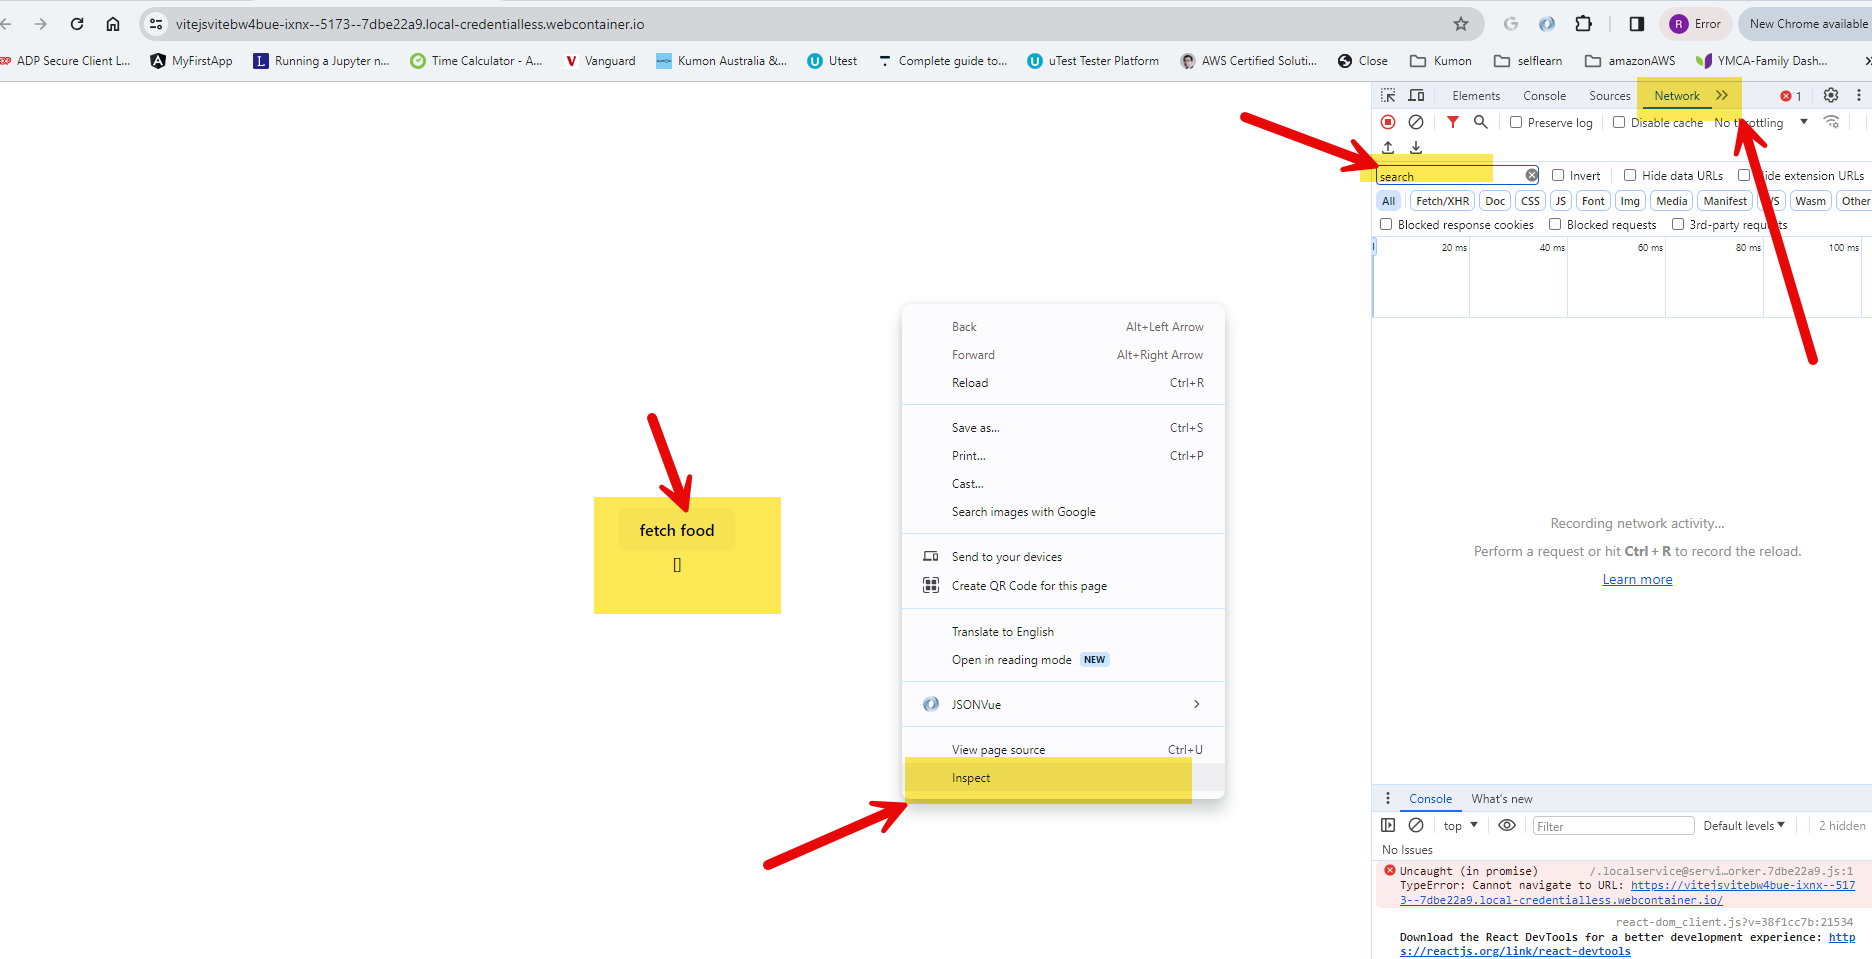 vitejsvitebw4bue-ixnx--5173--7dbe22a9.local-credentialless.webcontainer.io
R Error
New Chrome available
ADP Secure Client L...
MyFirstApp
Running a Jupyter n...
Time Calculator - A...
Vanguard
Kumon Australia &...
Utest
Complete guide to...
uTest Tester Platform
AWS Certified Soluti...
Close
Kumon
selflearn
amazonAWS
YMCA-Family Dash...
Elements Console Sources Network 1
Preserve log Disable cache No throttling
search Invert Hide data URLs Hide extension URLs
All Fetch/XHR Doc CSS JS Font Img Media Manifest WS Wasm Other
Blocked response cookies Blocked requests 3rd-party requests
20 ms 40 ms 60 ms 80 ms 100 ms
Recording network activity...
Perform a request or hit Ctrl + R to record the reload.
Learn more
fetch food
[]
Back Alt+Left Arrow
Forward Alt+Right Arrow
Reload Ctrl+R
Save as... Ctrl+S
Print... Ctrl+P
Cast...
Search images with Google
Send to your devices
Create QR Code for this page
Translate to English
Open in reading mode NEW
JSONVue
View page source Ctrl+U
Inspect
Console What's new
top Filter Default levels 2 hidden
No Issues
Uncaught (in promise) /.localservice@servi…orker.7dbe22a9.js:1
TypeError: Cannot navigate to URL: https://vitejsvitebw4bue-ixnx--517
3--7dbe22a9.local-credentialless.webcontainer.io/
react-dom_client.js?v=38f1cc7b:21534
Download the React DevTools for a better development experience: http
s://reactjs.org/link/react-devtools